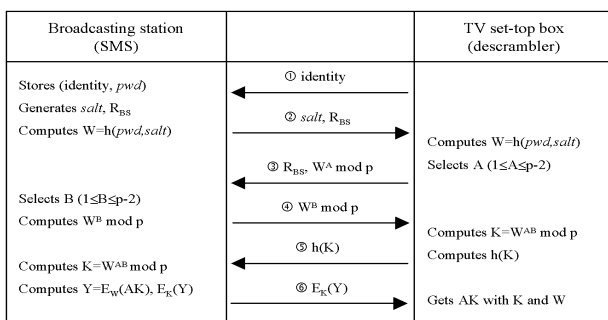 Broadcasting station
(SMS)
TV set-top box
(descrambler)
Stores (identity, pwd)
① identity
Generates salt, R_BS
Computes W=h(pwd,salt)
② salt, R_BS
Computes W=h(pwd,salt)
Selects A (1≤A≤p-2)
③ R_BS, W^A mod p
Selects B (1≤B≤p-2)
Computes W^B mod p
④ W^B mod p
Computes K=W^AB mod p
Computes h(K)
⑤ h(K)
Computes K=W^AB mod p
Computes Y=E_W(AK), E_K(Y)
⑥ E_K(Y)
Gets AK with K and W